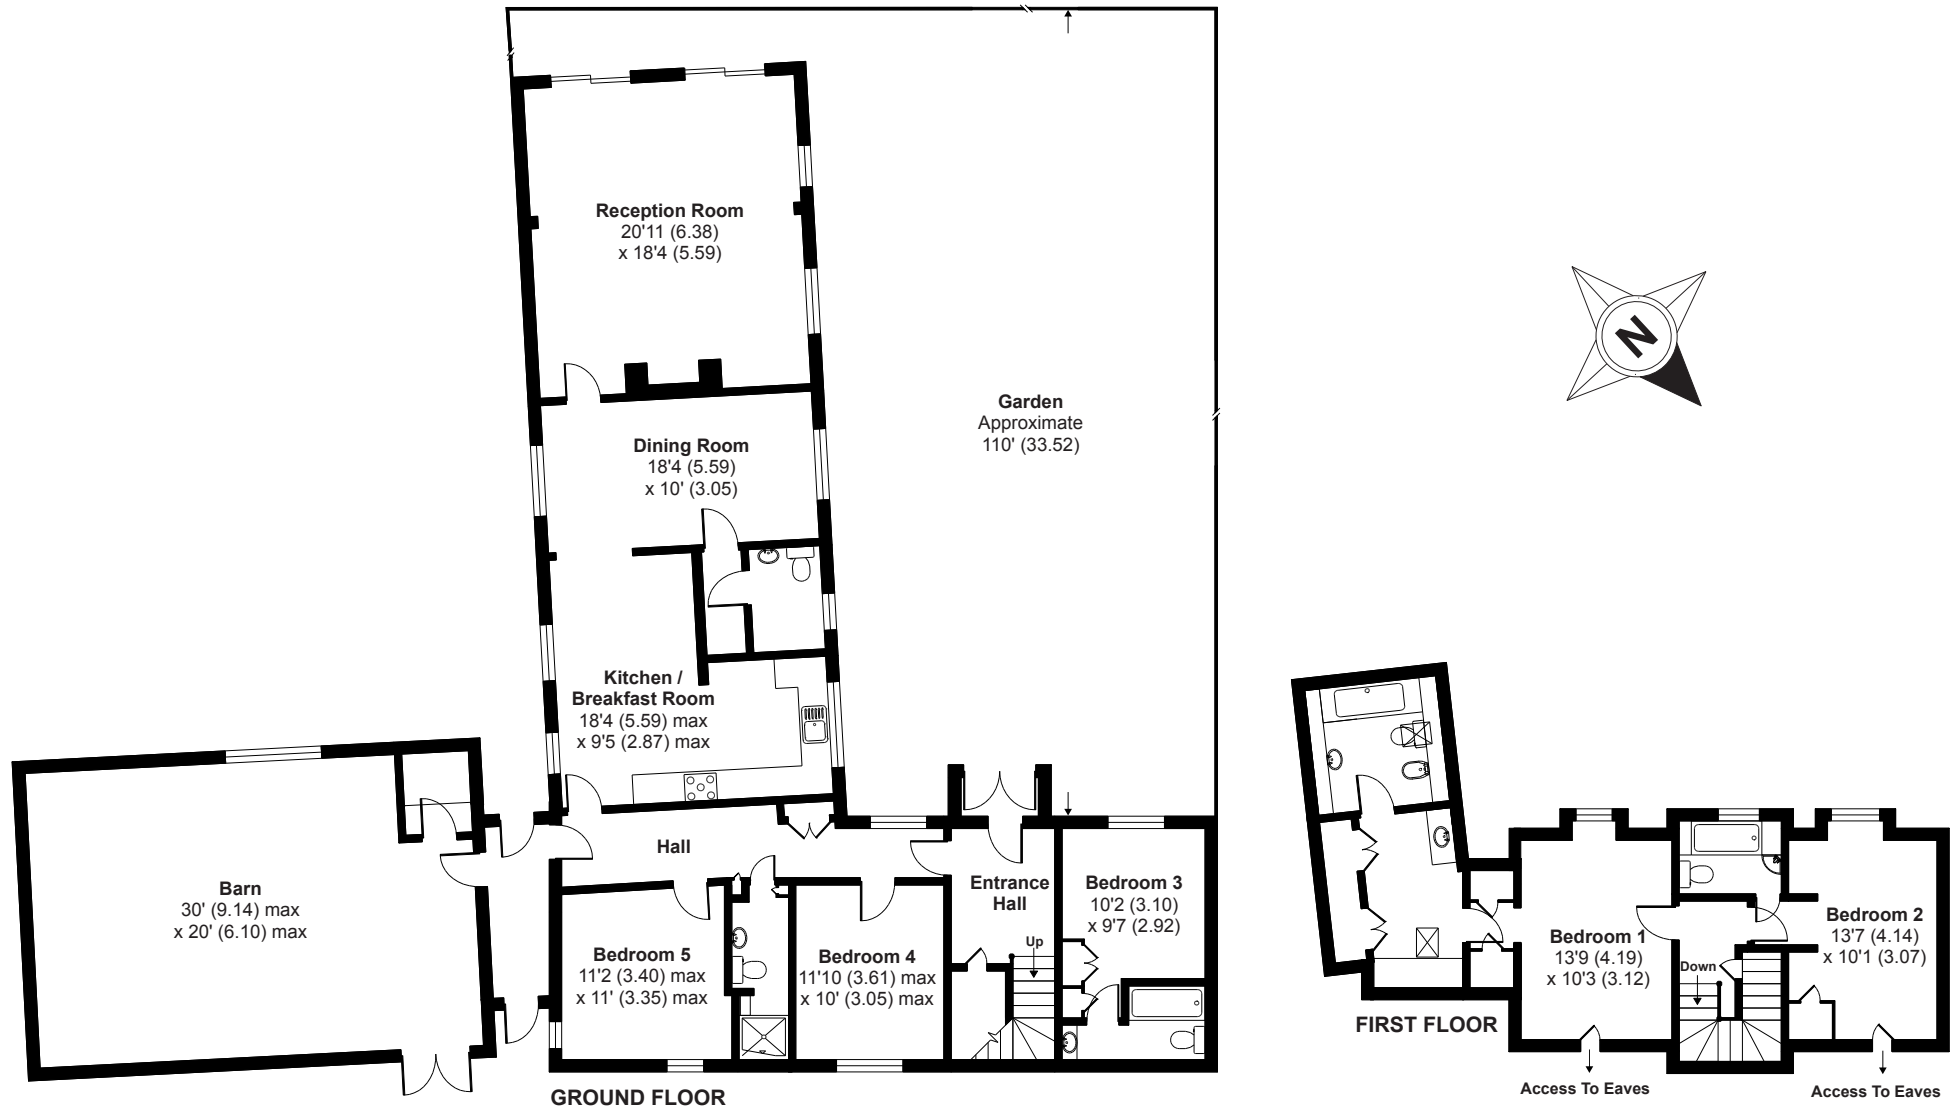 Reception Room
20'11 (6.38)
x 18'4 (5.59)
Garden
Approximate
110' (33.52)
N
Dining Room
18'4 (5.59)
x 10' (3.05)
Kitchen /
Breakfast Room
18'4 (5.59) max
x 9'5 (2.87) max
Barn
30' (9.14) max
x 20' (6.10) max
Hall
Entrance
Hall
Up
Bedroom 3
10'2 (3.10)
x 9'7 (2.92)
Bedroom 5
11'2 (3.40) max
x 11' (3.35) max
Bedroom 4
11'10 (3.61) max
x 10' (3.05) max
GROUND FLOOR
Bedroom 1
13'9 (4.19)
x 10'3 (3.12)
Down
Bedroom 2
13'7 (4.14)
x 10'1 (3.07)
FIRST FLOOR
Access To Eaves
Access To Eaves